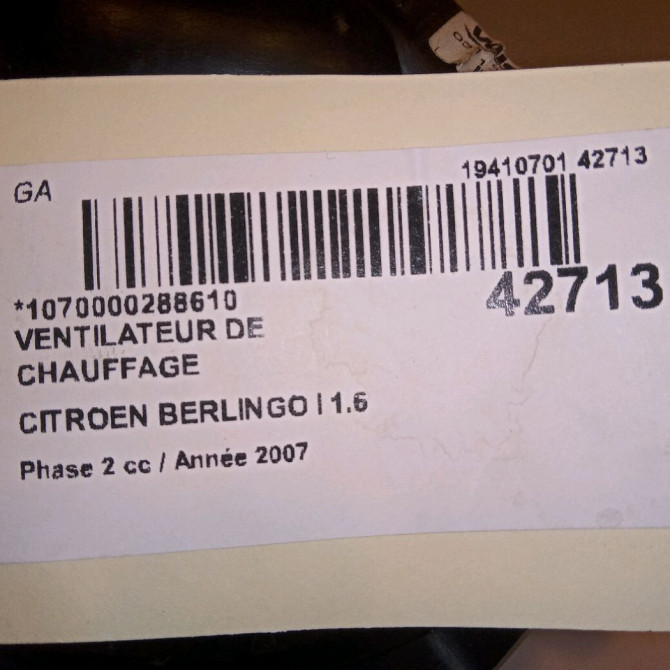 GA
19410701 42713
*1070000288610
42713
VENTILATEUR DE
CHAUFFAGE
CITROEN BERLINGO I 1.6
Phase 2 cc / Année 2007